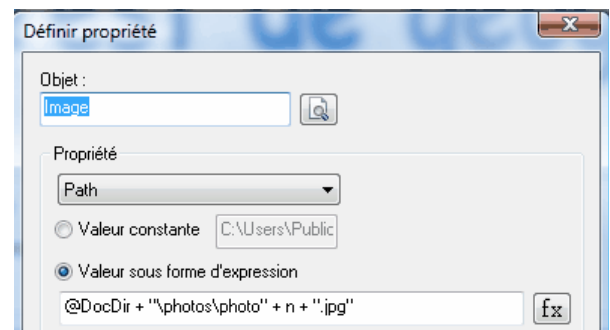 Définir propriété
Objet :
Image
Propriété
Path
Valeur constante C:\Users\Public
Valeur sous forme d'expression
@DocDir + "\photos\photo" + n + ".jpg" fx